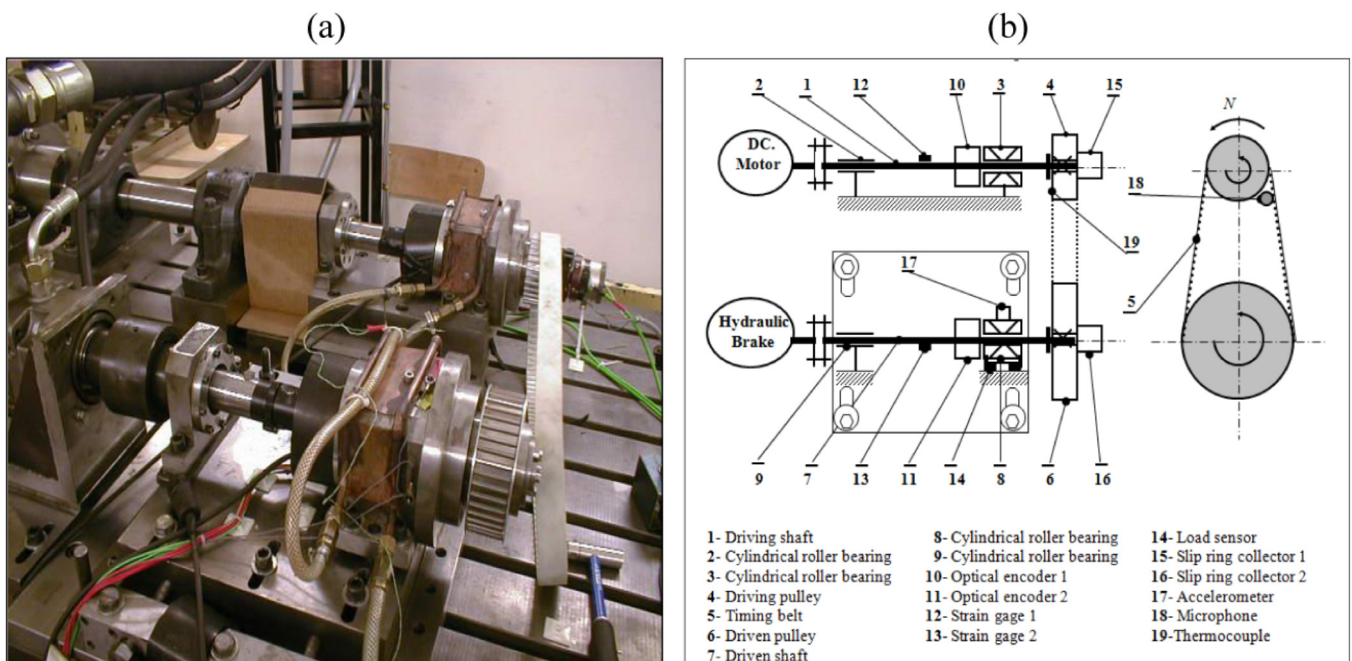 (a)
(b)
2 1 12 10 3 4 15
N
DC.
Motor
18
19
17
5
Hydraulic
Brake
9 7 13 11 14 8 6 16
1- Driving shaft
2- Cylindrical roller bearing
3- Cylindrical roller bearing
4- Driving pulley
5- Timing belt
6- Driven pulley
7- Driven shaft
8- Cylindrical roller bearing
9- Cylindrical roller bearing
10- Optical encoder 1
11- Optical encoder 2
12- Strain gage 1
13- Strain gage 2
14- Load sensor
15- Slip ring collector 1
16- Slip ring collector 2
17- Accelerometer
18- Microphone
19-Thermocouple